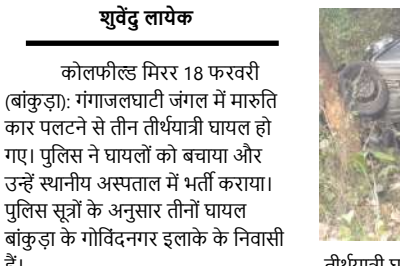 शुवेंदु लायेक
कोलफील्ड मिरर 18 फरवरी
(बांकुड़ा): गंगाजलघाटी जंगल में मारुति
कार पलटने से तीन तीर्थयात्री घायल हो
गए। पुलिस ने घायलों को बचाया और
उन्हें स्थानीय अस्पताल में भर्ती कराया।
पुलिस सूत्रों के अनुसार तीनों घायल
बांकुड़ा के गोविंदनगर इलाके के निवासी
हैं।
तीर्थयात्री